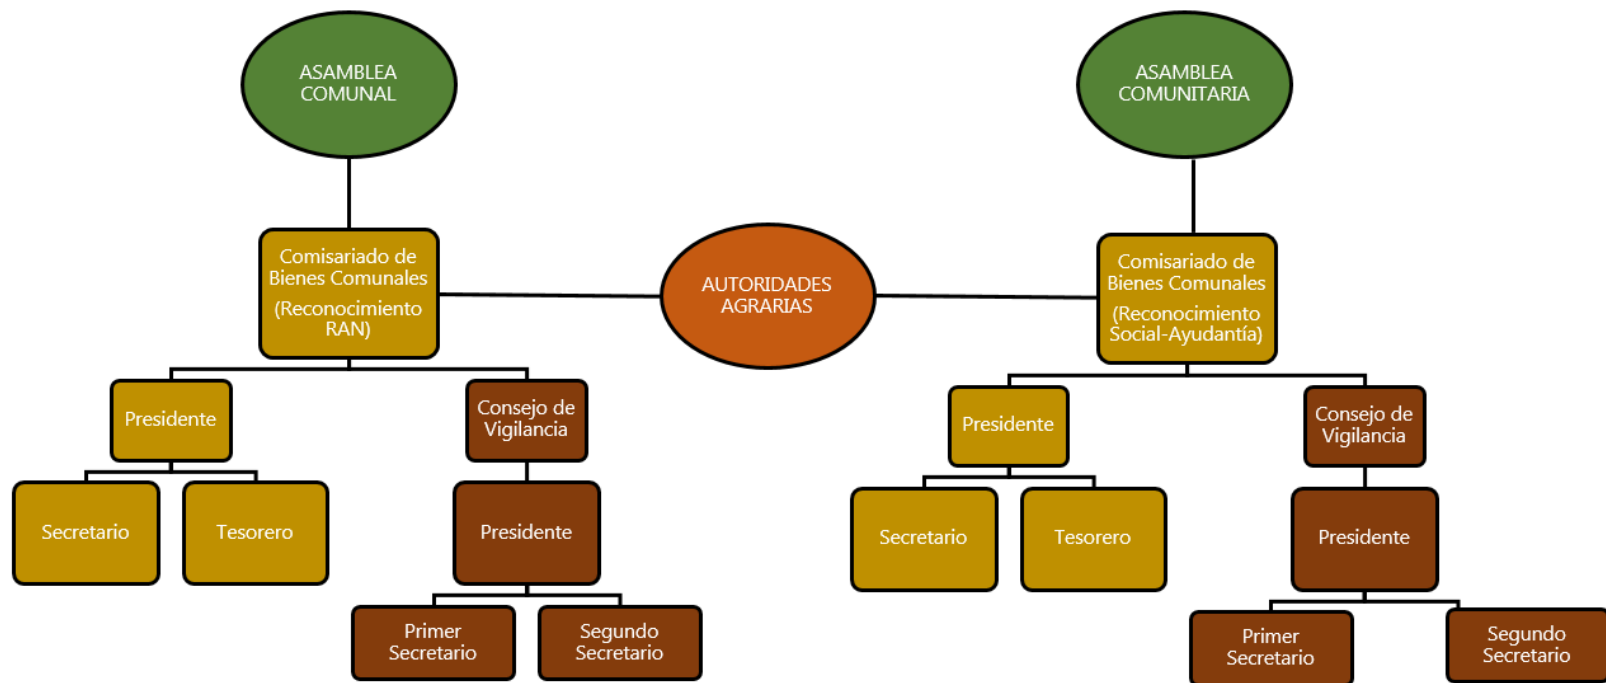 ASAMBLEA
COMUNAL
ASAMBLEA
COMUNITARIA
Comisariado de
Bienes Comunales
(Reconocimiento
RAN)
AUTORIDADES
AGRARIAS
Comisariado de
Bienes Comunales
(Reconocimiento
Social-Ayudantía)
Presidente
Consejo de
Vigilancia
Secretario
Tesorero
Presidente
Primer
Secretario
Segundo
Secretario
Presidente
Consejo de
Vigilancia
Secretario
Tesorero
Presidente
Primer
Secretario
Segundo
Secretario